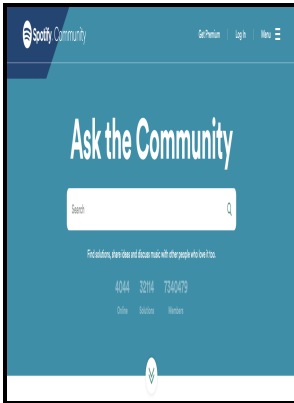 Spotify Community
Get Premium Log In Menu
Ask the Community
Search
Find solutions, share ideas and discuss music with other people who love it too.
4044 32114 7340479
Online Solutions Members